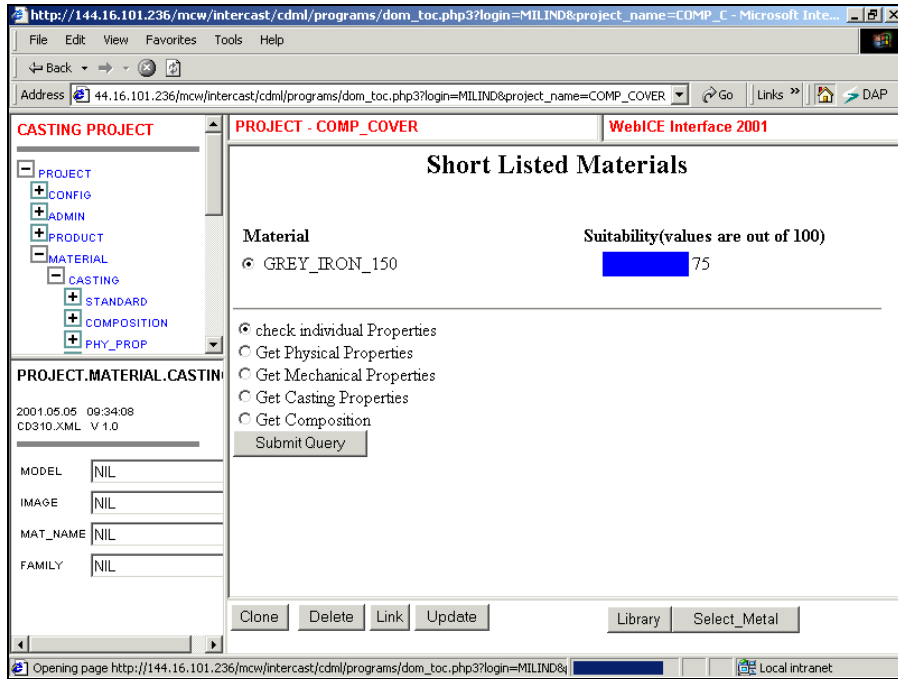 http://144.16.101.236/mcw/intercast/cdml/programs/dom_toc.php3?login=MILIND&project_name=COMP_C - Microsoft Inte...
File Edit View Favorites Tools Help
Back
Address 44.16.101.236/mcw/intercast/cdml/programs/dom_toc.php3?login=MILIND&project_name=COMP_COVER Go Links » DAP
CASTING PROJECT
PROJECT
CONFIG
ADMIN
PRODUCT
MATERIAL
CASTING
STANDARD
COMPOSITION
PHY_PROP
PROJECT.MATERIAL.CASTIN
2001.05.05 09:34:08
CD310.XML V 1.0
MODEL NIL
IMAGE NIL
MAT_NAME NIL
FAMILY NIL
PROJECT - COMP_COVER WebICE Interface 2001
Short Listed Materials
Material Suitability(values are out of 100)
GREY_IRON_150 75
check individual Properties
Get Physical Properties
Get Mechanical Properties
Get Casting Properties
Get Composition
Submit Query
Clone Delete Link Update Library Select_Metal
Opening page http://144.16.101.236/mcw/intercast/cdml/programs/dom_toc.php3?login=MILIND& Local intranet